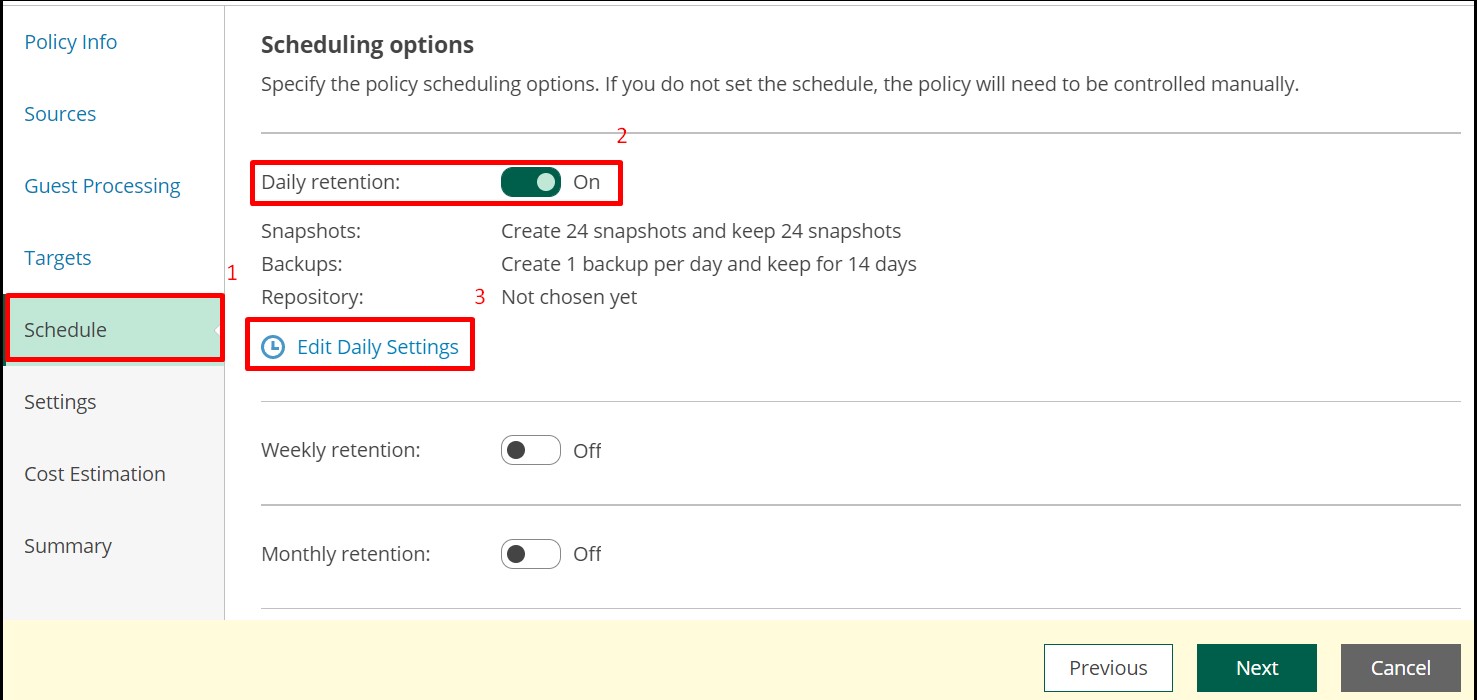 Policy Info
Sources
Guest Processing
Targets
1
Schedule
Settings
Cost Estimation
Summary
Scheduling options
Specify the policy scheduling options. If you do not set the schedule, the policy will need to be controlled manually.
2
Daily retention: On
Snapshots: Create 24 snapshots and keep 24 snapshots
Backups: Create 1 backup per day and keep for 14 days
Repository: 3 Not chosen yet
Edit Daily Settings
Weekly retention: Off
Monthly retention: Off
Previous Next Cancel